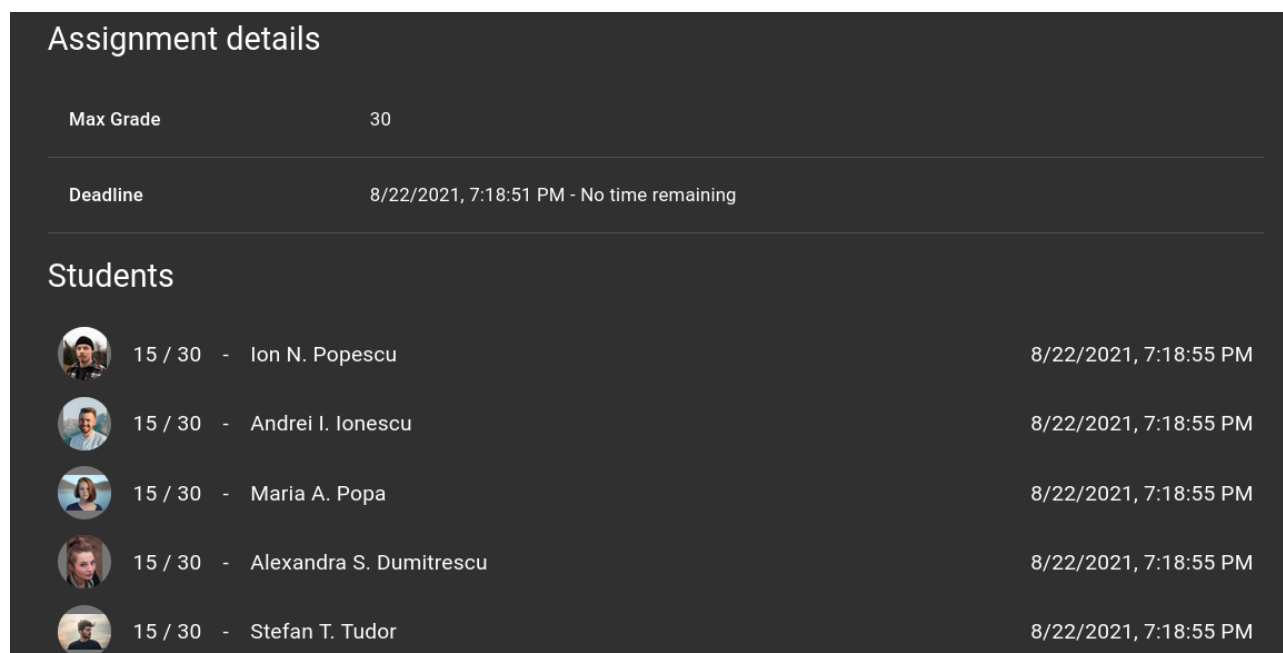 Assignment details
Max Grade 30
Deadline 8/22/2021, 7:18:51 PM - No time remaining
Students
15 / 30 - Ion N. Popescu 8/22/2021, 7:18:55 PM
15 / 30 - Andrei I. Ionescu 8/22/2021, 7:18:55 PM
15 / 30 - Maria A. Popa 8/22/2021, 7:18:55 PM
15 / 30 - Alexandra S. Dumitrescu 8/22/2021, 7:18:55 PM
15 / 30 - Stefan T. Tudor 8/22/2021, 7:18:55 PM